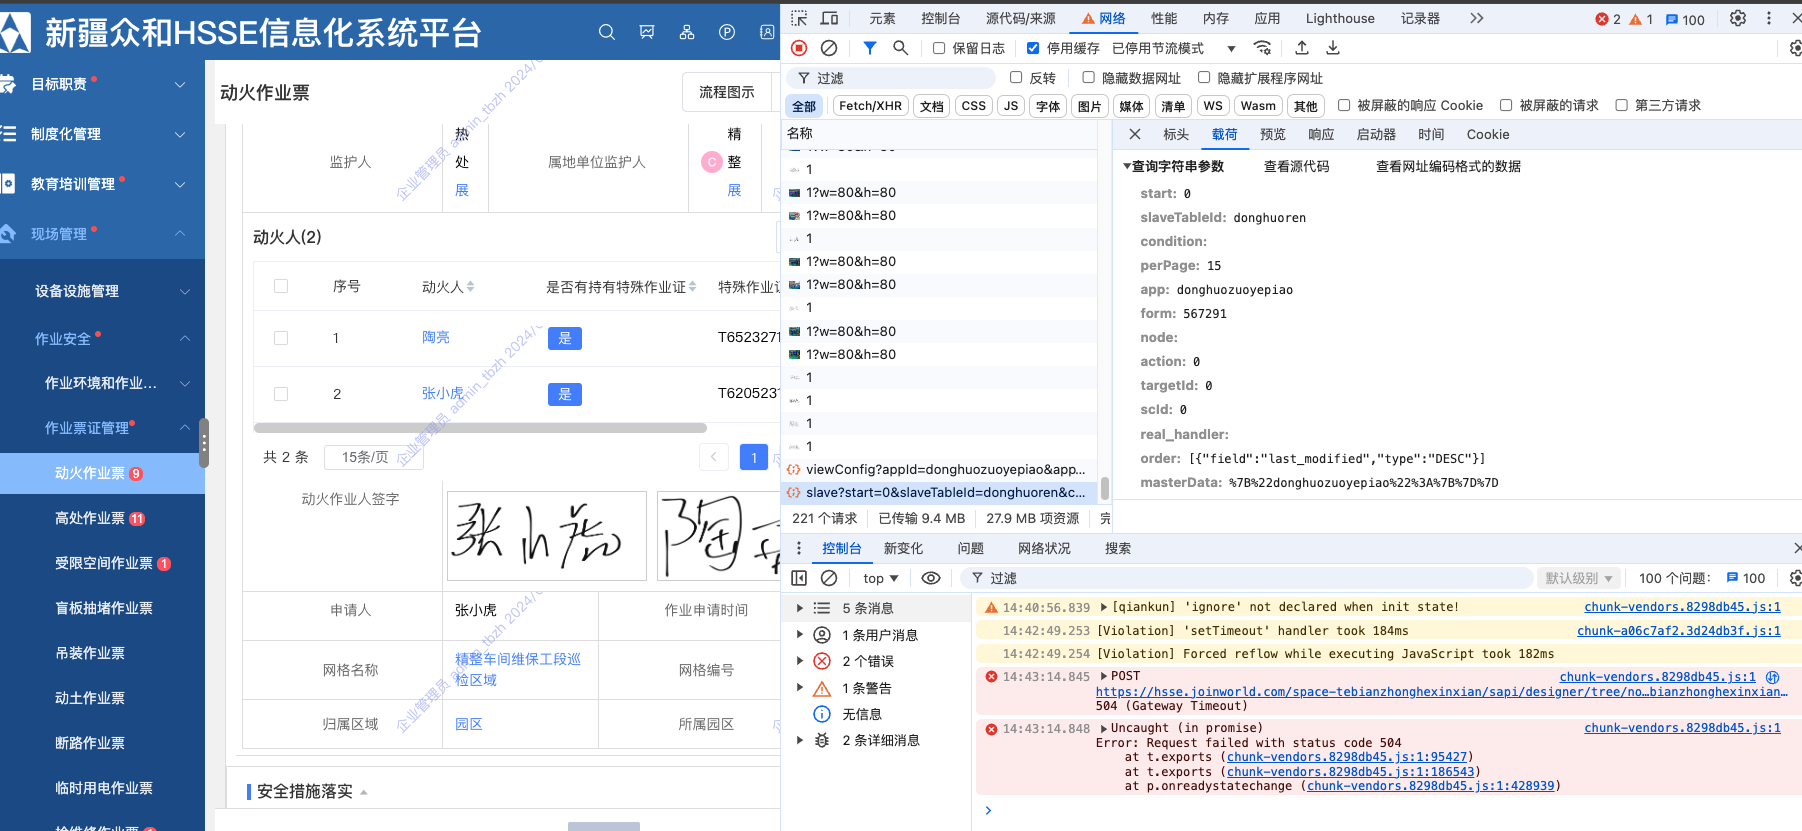 新疆众和HSSE信息化系统平台
目标职责
制度化管理
教育培训管理
现场管理
设备设施管理
作业安全
作业环境和作业...
作业票证管理
动火作业票 9
高处作业票 11
受限空间作业票 1
盲板抽堵作业票
吊装作业票
动土作业票
断路作业票
临时用电作业票
动火作业票
流程图示
监护人
热
处
展
属地单位监护人
C
精
整
展
动火人(2)
序号
动火人
是否有持有特殊作业证
特殊作业证
1
陶亮
是
T6523271
2
张小虎
是
T6205231
共 2 条
15条/页
1
动火作业人签字
张小虎
陶
申请人
张小虎
作业申请时间
网格名称
精整车间维保工段巡
检区域
网格编号
归属区域
园区
所属园区
安全措施落实
企业管理员 admin_tbzh 2024/
企业管理员 admin_tbzh 2024/
企业管理员 admin_tbzh 2024/
元素
控制台
源代码/来源
网络
性能
内存
应用
Lighthouse
记录器
2
1
100
保留日志
停用缓存
已停用节流模式
过滤
反转
隐藏数据网址
隐藏扩展程序网址
全部
Fetch/XHR
文档
CSS
JS
字体
图片
媒体
清单
WS
Wasm
其他
被屏蔽的响应 Cookie
被屏蔽的请求
第三方请求
名称
1
1?w=80&h=80
1?w=80&h=80
1
1?w=80&h=80
1?w=80&h=80
1
1?w=80&h=80
1?w=80&h=80
1
1
1
1
viewConfig?appId=donghuozuoyepiao&app...
slave?start=0&slaveTableId=donghuoren&c...
221 个请求
已传输 9.4 MB
27.9 MB 项资源
标头
载荷
预览
响应
启动器
时间
Cookie
查询字符串参数
查看源代码
查看网址编码格式的数据
start: 0
slaveTableId: donghuoren
condition:
perPage: 15
app: donghuozuoyepiao
form: 567291
node:
action: 0
targetId: 0
scId: 0
real_handler:
order: [{"field":"last_modified","type":"DESC"}]
masterData: %7B%22donghuozuoyepiao%22%3A%7B%7D%7D
控制台
新变化
问题
网络状况
搜索
top
过滤
默认级别
100 个问题:
100
5 条消息
1 条用户消息
2 个错误
1 条警告
无信息
2 条详细消息
14:40:56.839 [qiankun] 'ignore' not declared when init state! chunk-vendors.8298db45.js:1
14:42:49.253 [Violation] 'setTimeout' handler took 184ms chunk-a06c7af2.3d24db3f.js:1
14:42:49.254 [Violation] Forced reflow while executing JavaScript took 182ms
14:43:14.845 POST chunk-vendors.8298db45.js:1
https://hsse.joinworld.com/space-tebianzhonghexinxian/sapi/designer/tree/no…bianzhonghexinxian…
504 (Gateway Timeout)
14:43:14.848 Uncaught (in promise) chunk-vendors.8298db45.js:1
Error: Request failed with status code 504
at t.exports (chunk-vendors.8298db45.js:1:95427)
at t.exports (chunk-vendors.8298db45.js:1:186543)
at p.onreadystatechange (chunk-vendors.8298db45.js:1:428939)